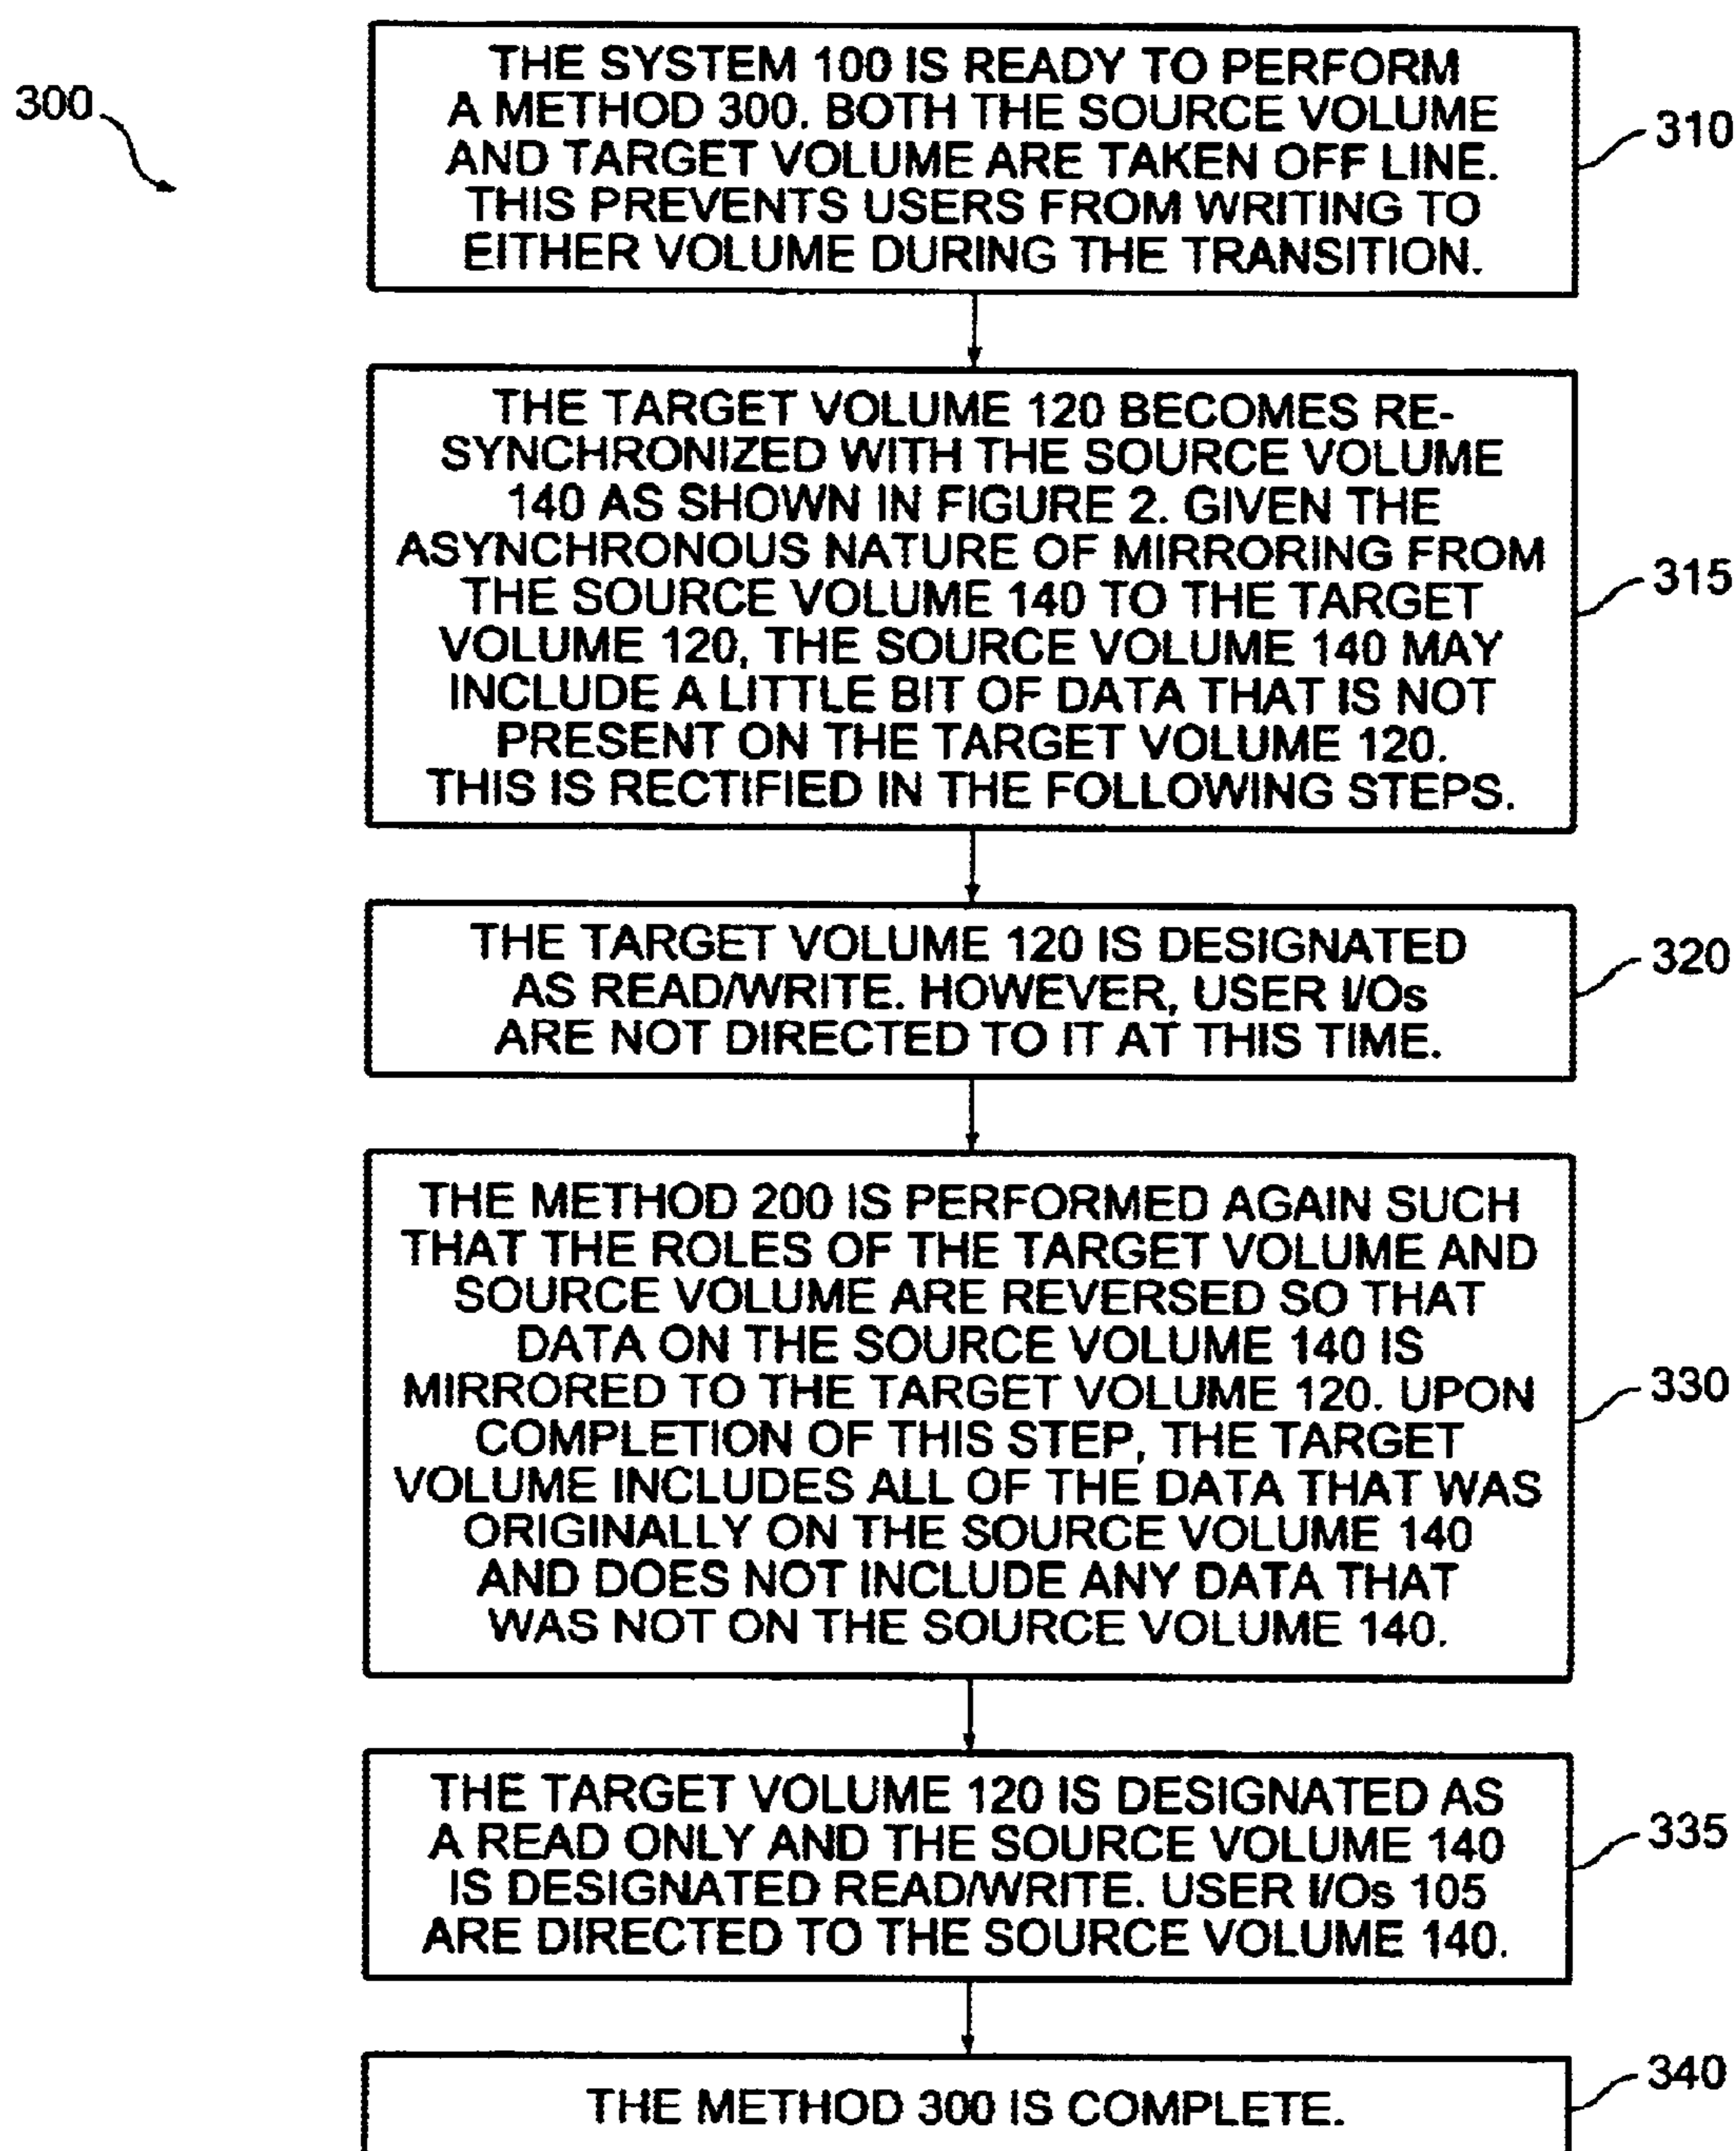 300
THE SYSTEM 100 IS READY TO PERFORM
A METHOD 300. BOTH THE SOURCE VOLUME
AND TARGET VOLUME ARE TAKEN OFF LINE.
THIS PREVENTS USERS FROM WRITING TO
EITHER VOLUME DURING THE TRANSITION.
310
THE TARGET VOLUME 120 BECOMES RE-
SYNCHRONIZED WITH THE SOURCE VOLUME
140 AS SHOWN IN FIGURE 2. GIVEN THE
ASYNCHRONOUS NATURE OF MIRRORING FROM
THE SOURCE VOLUME 140 TO THE TARGET
VOLUME 120, THE SOURCE VOLUME 140 MAY
INCLUDE A LITTLE BIT OF DATA THAT IS NOT
PRESENT ON THE TARGET VOLUME 120.
THIS IS RECTIFIED IN THE FOLLOWING STEPS.
315
THE TARGET VOLUME 120 IS DESIGNATED
AS READ/WRITE. HOWEVER, USER I/Os
ARE NOT DIRECTED TO IT AT THIS TIME.
320
THE METHOD 200 IS PERFORMED AGAIN SUCH
THAT THE ROLES OF THE TARGET VOLUME AND
SOURCE VOLUME ARE REVERSED SO THAT
DATA ON THE SOURCE VOLUME 140 IS
MIRRORED TO THE TARGET VOLUME 120. UPON
COMPLETION OF THIS STEP, THE TARGET
VOLUME INCLUDES ALL OF THE DATA THAT WAS
ORIGINALLY ON THE SOURCE VOLUME 140
AND DOES NOT INCLUDE ANY DATA THAT
WAS NOT ON THE SOURCE VOLUME 140.
330
THE TARGET VOLUME 120 IS DESIGNATED AS
A READ ONLY AND THE SOURCE VOLUME 140
IS DESIGNATED READ/WRITE. USER I/Os 105
ARE DIRECTED TO THE SOURCE VOLUME 140.
335
THE METHOD 300 IS COMPLETE.
340